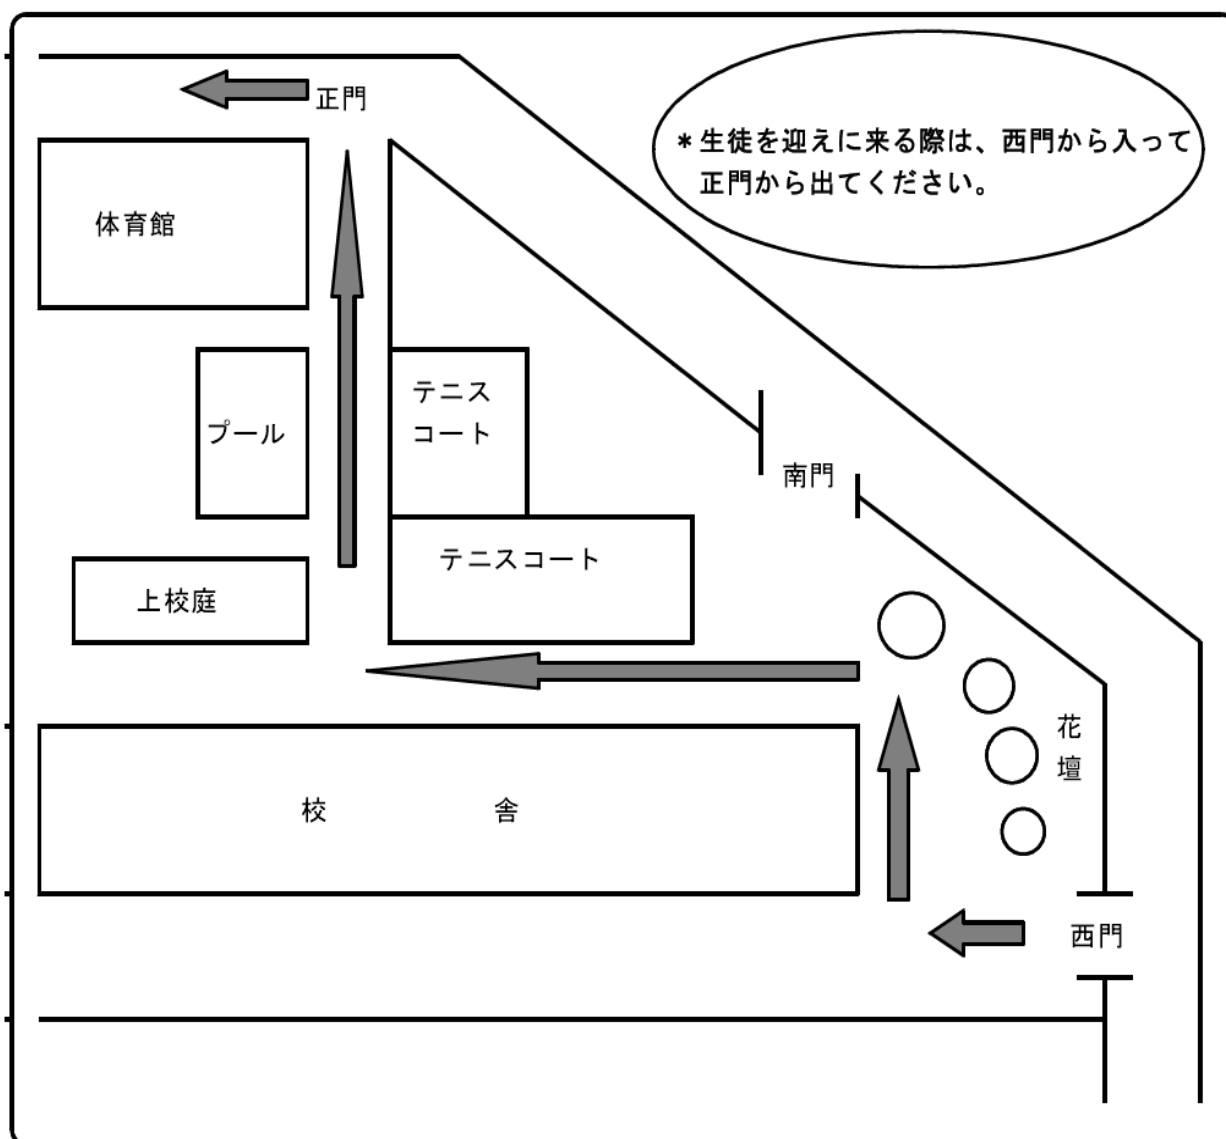 正門
*生徒を迎えに来る際は、西門から入って
正門から出てください。
体育館
テニス
コート
プール
南門
テニスコート
上校庭
花
壇
校 舎
西門